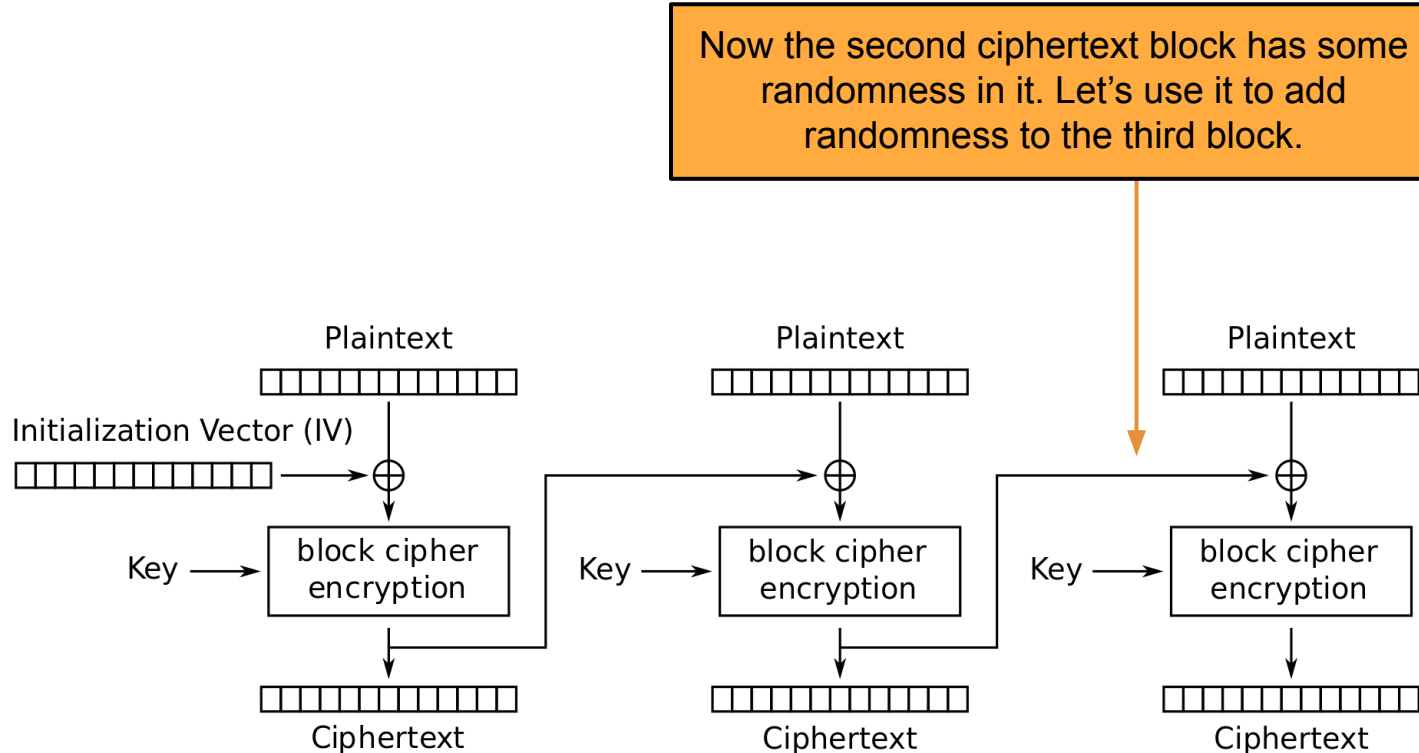 Now the second ciphertext block has some
randomness in it. Let’s use it to add
randomness to the third block.
Plaintext
Plaintext
Plaintext
Initialization Vector (IV)
Key
block cipher
encryption
Key
block cipher
encryption
Key
block cipher
encryption
Ciphertext
Ciphertext
Ciphertext